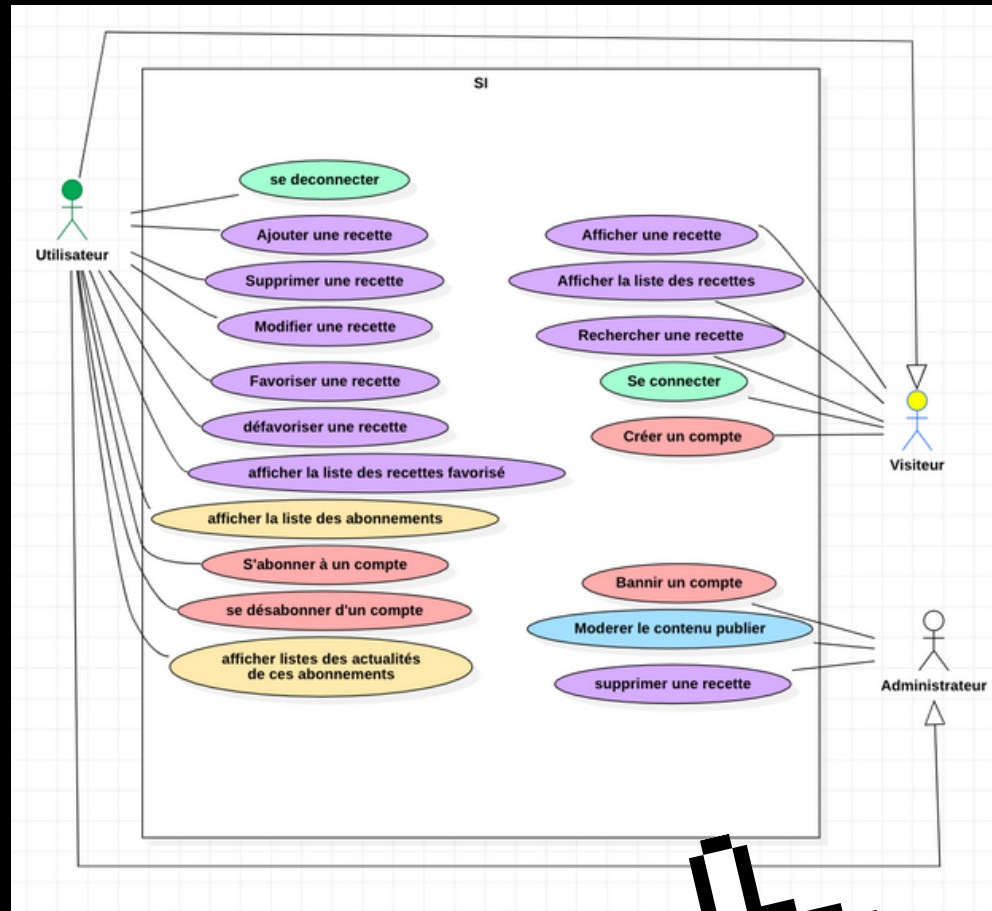 SI
se deconnecter
Ajouter une recette
Supprimer une recette
Modifier une recette
Favoriser une recette
défavoriser une recette
afficher la liste des recettes favorisé
afficher la liste des abonnements
S'abonner à un compte
se désabonner d'un compte
afficher listes des actualités
de ces abonnements
Utilisateur
Afficher une recette
Afficher la liste des recettes
Rechercher une recette
Se connecter
Créer un compte
Visiteur
Bannir un compte
Moderer le contenu publier
supprimer une recette
Administrateur